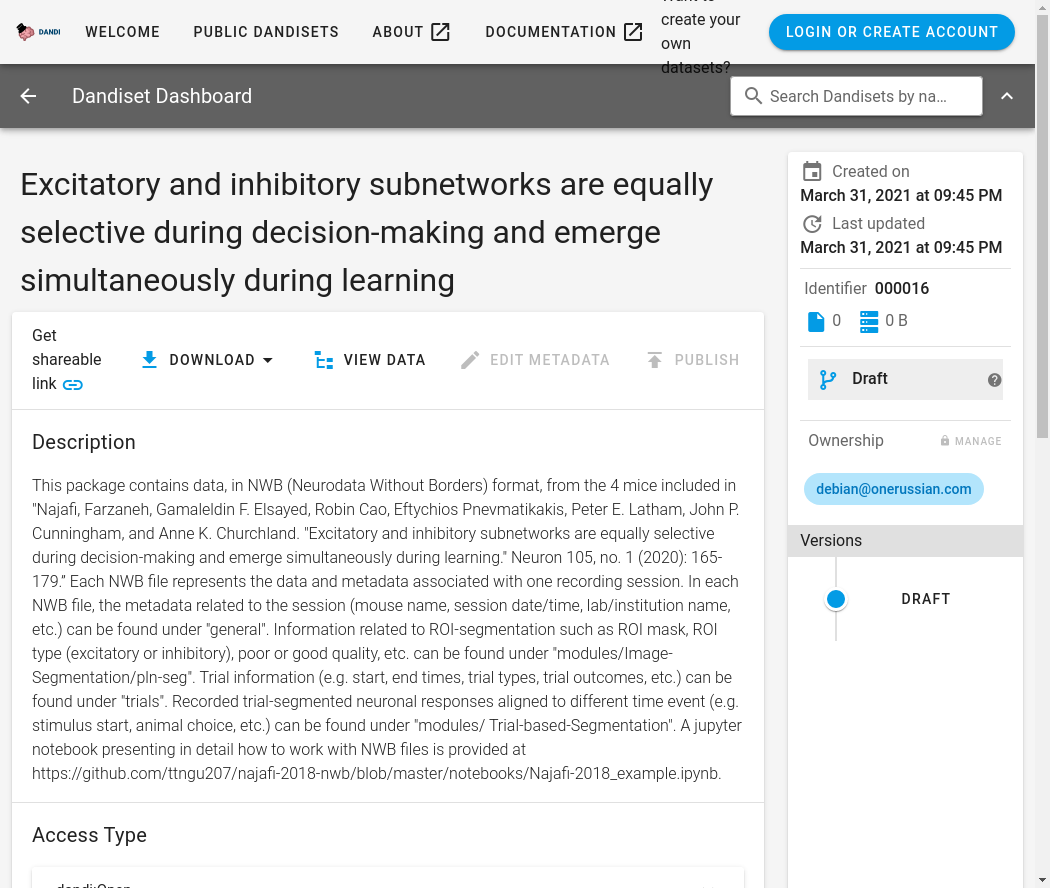 DANDI
WELCOME
PUBLIC DANDISETS
ABOUT
DOCUMENTATION
create your
own
datasets?
LOGIN OR CREATE ACCOUNT
Dandiset Dashboard
Search Dandisets by na…
Excitatory and inhibitory subnetworks are equally
selective during decision-making and emerge
simultaneously during learning
Get
shareable
link
DOWNLOAD
VIEW DATA
EDIT METADATA
PUBLISH
Description
This package contains data, in NWB (Neurodata Without Borders) format, from the 4 mice included in
"Najafi, Farzaneh, Gamaleldin F. Elsayed, Robin Cao, Eftychios Pnevmatikakis, Peter E. Latham, John P.
Cunningham, and Anne K. Churchland. "Excitatory and inhibitory subnetworks are equally selective
during decision-making and emerge simultaneously during learning." Neuron 105, no. 1 (2020): 165-
179.” Each NWB file represents the data and metadata associated with one recording session. In each
NWB file, the metadata related to the session (mouse name, session date/time, lab/institution name,
etc.) can be found under "general". Information related to ROI-segmentation such as ROI mask, ROI
type (excitatory or inhibitory), poor or good quality, etc. can be found under "modules/Image-
Segmentation/pln-seg". Trial information (e.g. start, end times, trial types, trial outcomes, etc.) can be
found under "trials". Recorded trial-segmented neuronal responses aligned to different time event (e.g.
stimulus start, animal choice, etc.) can be found under "modules/ Trial-based-Segmentation". A jupyter
notebook presenting in detail how to work with NWB files is provided at
https://github.com/ttngu207/najafi-2018-nwb/blob/master/notebooks/Najafi-2018_example.ipynb.
Access Type
Created on
March 31, 2021 at 09:45 PM
Last updated
March 31, 2021 at 09:45 PM
Identifier 000016
0
0 B
Draft
Ownership
MANAGE
debian@onerussian.com
Versions
DRAFT